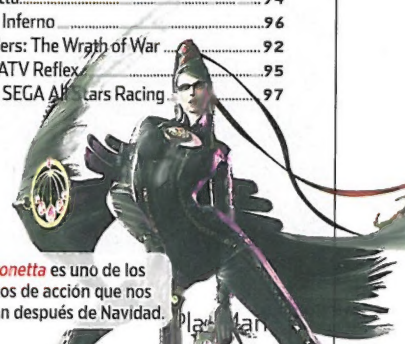 94
Inferno 96
ers: The Wrath of War 92
ATV Reflex 95
SEGA All Stars Racing 97
onetta es uno de los
os de acción que nos
n después de Navidad.